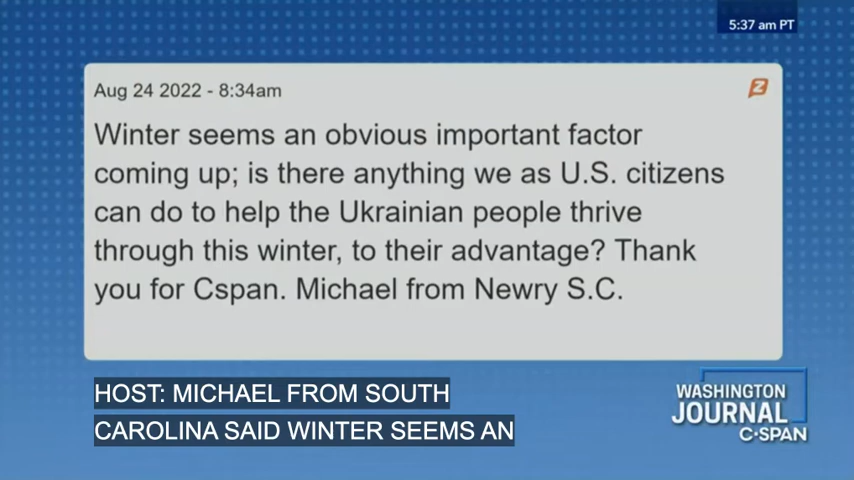 5:37 am PT
Aug 24 2022 - 8:34am
Winter seems an obvious important factor
coming up; is there anything we as U.S. citizens
can do to help the Ukrainian people thrive
through this winter, to their advantage? Thank
you for Cspan. Michael from Newry S.C.
HOST: MICHAEL FROM SOUTH
CAROLINA SAID WINTER SEEMS AN
WASHINGTON
JOURNAL
C·SPAN